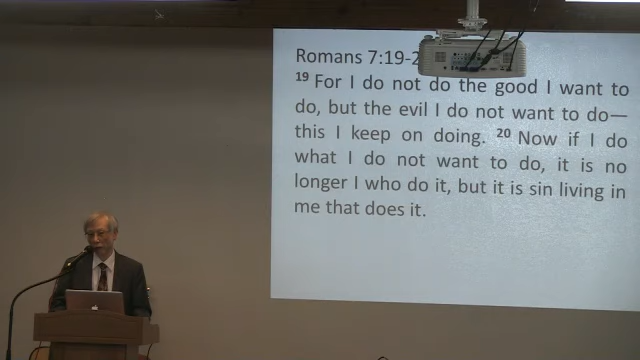 Romans 7:19-2
19 For I do not do the good I want to
do, but the evil I do not want to do—
this I keep on doing. 20 Now if I do
what I do not want to do, it is no
longer I who do it, but it is sin living in
me that does it.